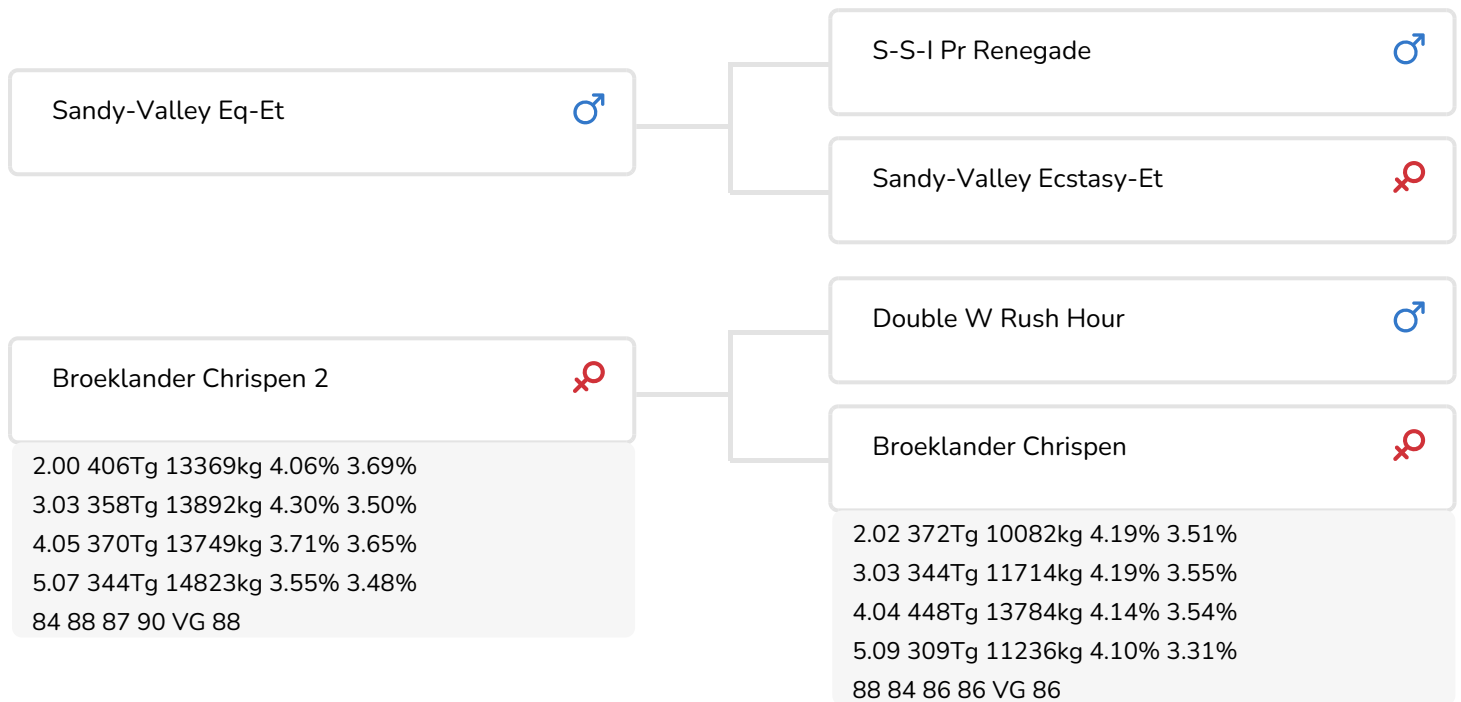 Sandy-Valley Eq-Et
S-S-I Pr Renegade
Sandy-Valley Ecstasy-Et
Broeklander Chrispen 2
2.00 406Tg 13369kg 4.06% 3.69%
3.03 358Tg 13892kg 4.30% 3.50%
4.05 370Tg 13749kg 3.71% 3.65%
5.07 344Tg 14823kg 3.55% 3.48%
84 88 87 90 VG 88
Double W Rush Hour
Broeklander Chrispen
2.02 372Tg 10082kg 4.19% 3.51%
3.03 344Tg 11714kg 4.19% 3.55%
4.04 448Tg 13784kg 4.14% 3.54%
5.09 309Tg 11236kg 4.10% 3.31%
88 84 86 86 VG 86